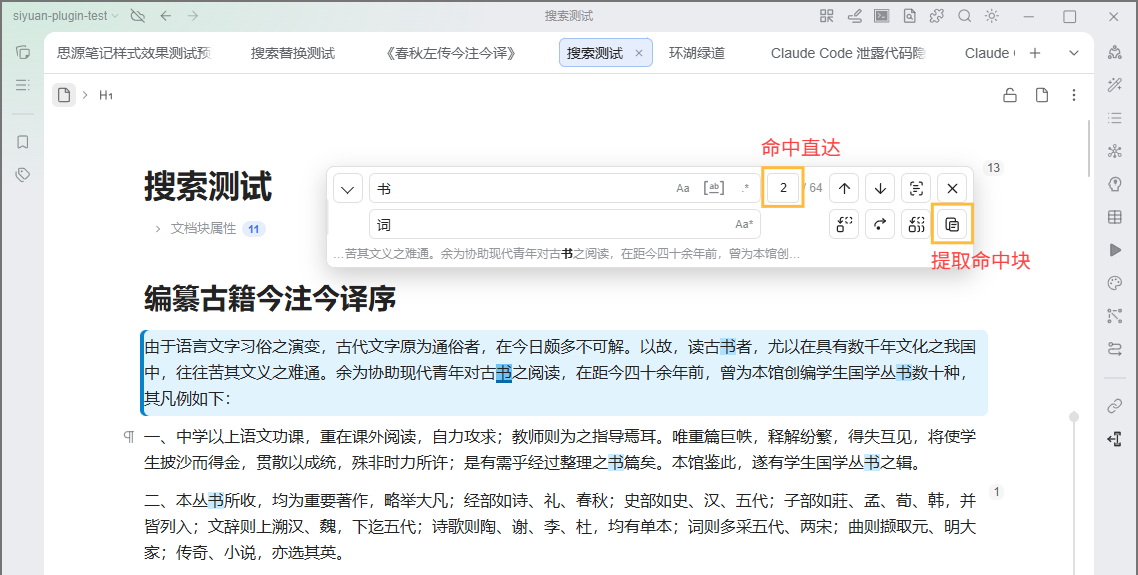 siyuan-plugin-test
搜索测试
思源笔记样式效果测试预
搜索替换测试
《春秋左传今注今译》
搜索测试
环湖绿道
Claude Code 泄露代码隐
Claude
H1
命中直达
搜索测试
13
书
Aa
[ab]
.*
2
/ 64
文档块属性 11
词
Aa*
…苦其文义之难通。余为协助现代青年对古书之阅读，在距今四十余年前，曾为本馆创…
提取命中块
编纂古籍今注今译序
由于语言文字习俗之演变，古代文字原为通俗者，在今日颇多不可解。以故，读古书者，尤以在具有数千年文化之我国
中，往往苦其文义之难通。余为协助现代青年对古书之阅读，在距今四十余年前，曾为本馆创编学生国学丛书数十种，
其凡例如下：
一、中学以上语文功课，重在课外阅读，自力攻求；教师则为之指导焉耳。唯重篇巨帙，释解纷繁，得失互见，将使学
生披沙而得金，贯散以成统，殊非时力所许；是有需乎经过整理之书篇矣。本馆鉴此，遂有学生国学丛书之辑。
二、本丛书所收，均为重要著作，略举大凡；经部如诗、礼、春秋；史部如史、汉、五代；子部如莊、孟、荀、韩，并
皆列入；文辞则上溯汉、魏，下迄五代；诗歌则陶、谢、李、杜，均有单本；词则多采五代、两宋；曲则撷取元、明大
家；传奇、小说，亦选其英。
1